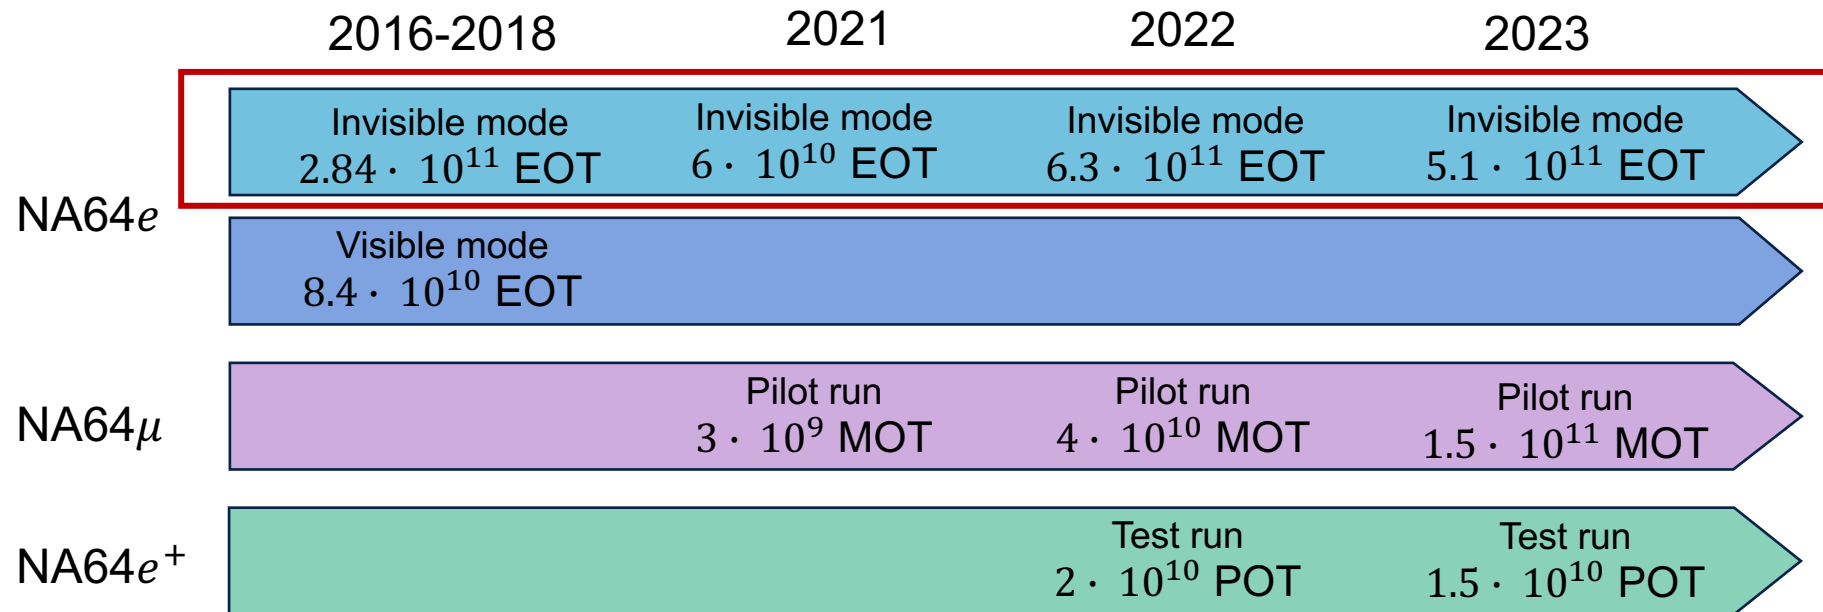 2016-2018 2021 2022 2023
NA64e
Invisible mode
2.84 · 10¹¹ EOT
Invisible mode
6 · 10¹⁰ EOT
Invisible mode
6.3 · 10¹¹ EOT
Invisible mode
5.1 · 10¹¹ EOT
Visible mode
8.4 · 10¹⁰ EOT
NA64μ
Pilot run
3 · 10⁹ MOT
Pilot run
4 · 10¹⁰ MOT
Pilot run
1.5 · 10¹¹ MOT
NA64e⁺
Test run
2 · 10¹⁰ POT
Test run
1.5 · 10¹⁰ POT